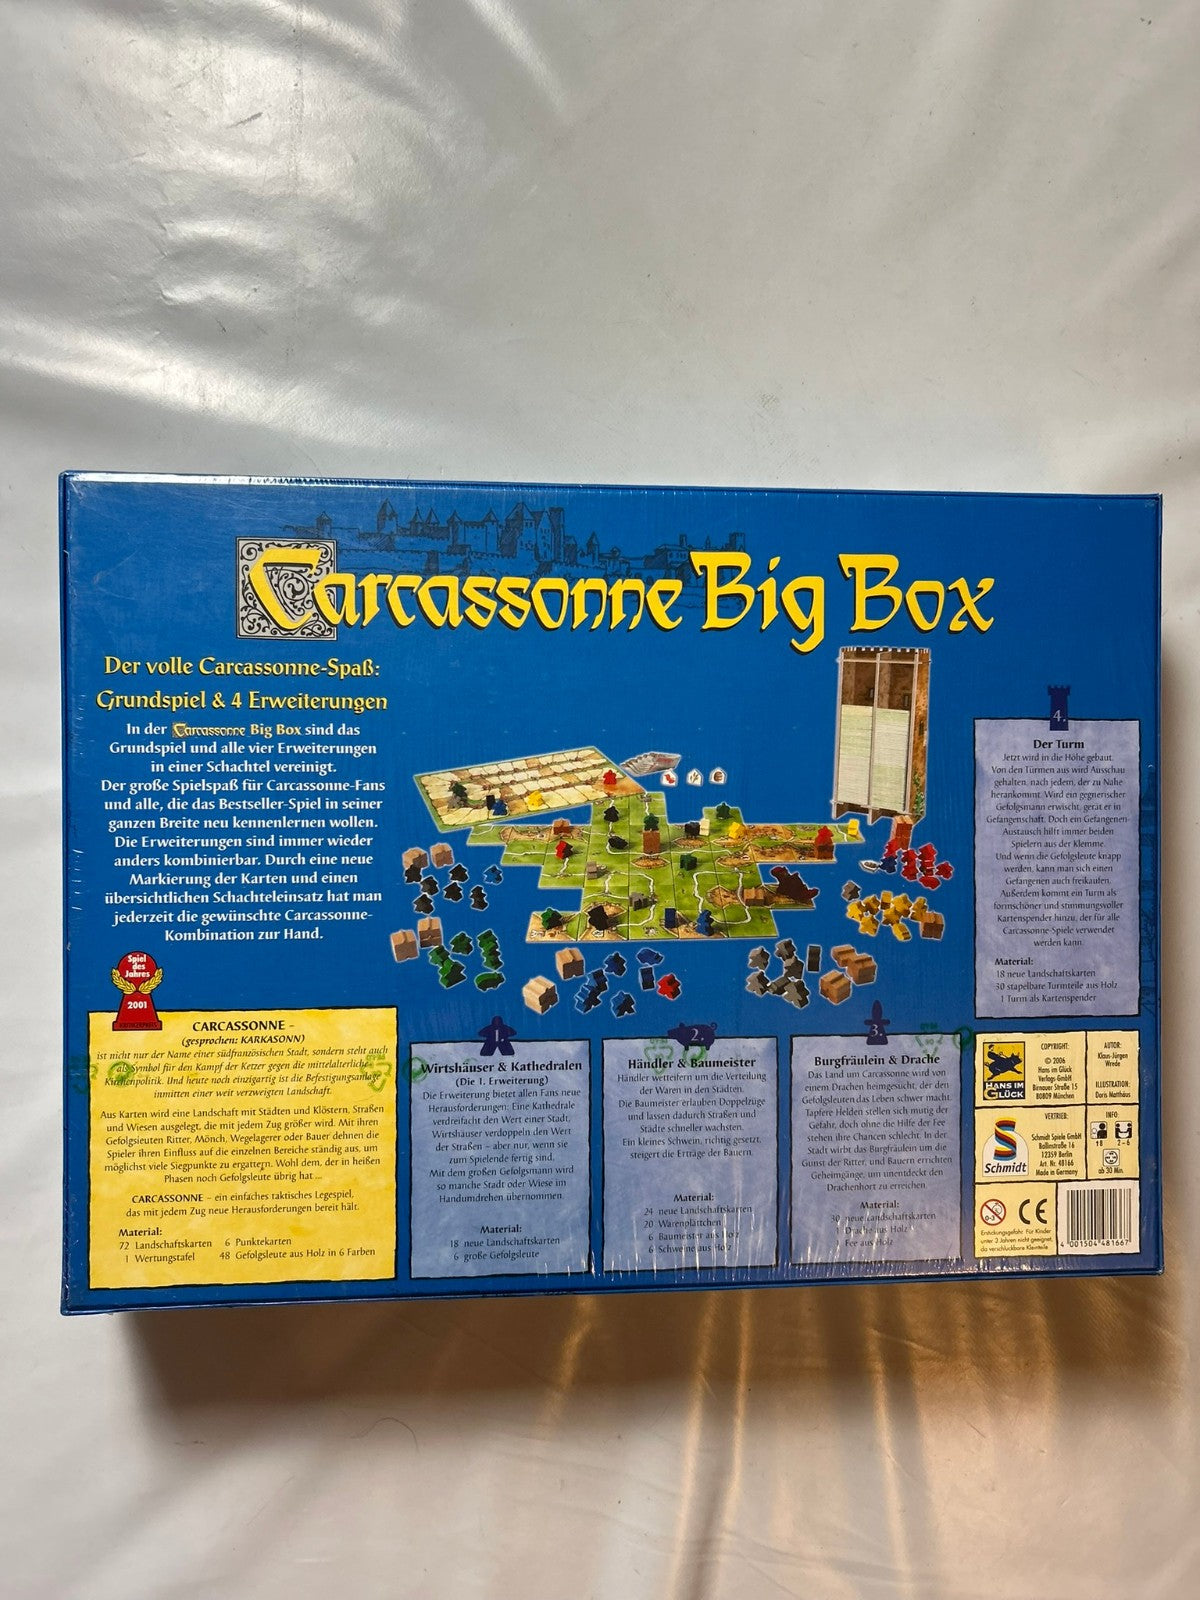 Carcassonne Big Box
Der volle Carcassonne-Spaß:
Grundspiel & 4 Erweiterungen
In der Carcassonne Big Box sind das
Grundspiel und alle vier Erweiterungen
in einer Schachtel vereinigt.
Der große Spielspaß für Carcassonne-Fans
und alle, die das Bestseller-Spiel in seiner
ganzen Breite neu kennenlernen wollen.
Die Erweiterungen sind immer wieder
anders kombinierbar. Durch eine neue
Markierung der Karten und einen
übersichtlichen Schachteleinsatz hat man
jederzeit die gewünschte Carcassonne-
Kombination zur Hand.
Spiel
des
Jahres
2001
CARCASSONNE –
(gesprochen: KARKASONN)
ist nicht nur der Name einer südfranzösischen Stadt, sondern steht auch
als Symbol für den Kampf der Ketzer gegen die mittelalterliche
Kirchenpolitik. Und heute noch einzigartig ist die Befestigungsanlage
inmitten einer weit verzweigten Landschaft.
Aus Karten wird eine Landschaft mit Städten und Klöstern, Straßen
und Wiesen ausgelegt, die mit jedem Zug größer wird. Mit ihren
Gefolgsleuten Ritter, Mönch, Wegelagerer oder Bauer dehnen die
Spieler ihren Einfluss auf die einzelnen Bereiche ständig aus, um
möglichst viele Siegpunkte zu ergattern. Wohl dem, der in heißen
Phasen noch Gefolgsleute übrig hat ...
CARCASSONNE – ein einfaches taktisches Legespiel,
das mit jedem Zug neue Herausforderungen bereit hält.
Material:
72 Landschaftskarten 6 Punktekarten
1 Wertungstafel 48 Gefolgsleute aus Holz in 6 Farben
1.
Wirtshäuser & Kathedralen
(Die 1. Erweiterung)
Die Erweiterung bietet allen Fans neue
Herausforderungen: Eine Kathedrale
verdreifacht den Wert einer Stadt,
Wirtshäuser verdoppeln den Wert
der Straßen – aber nur, wenn sie
zum Spielende fertig sind.
Mit dem großen Gefolgsmann wird
so manche Stadt oder Wiese im
Handumdrehen übernommen.
Material:
18 neue Landschaftskarten
6 große Gefolgsleute
2.
Händler & Baumeister
Händler wetteifern um die Verteilung
der Waren in den Städten.
Die Baumeister erlauben Doppelzüge
und lassen dadurch Straßen und
Städte schneller wachsten.
Ein kleines Schwein, richtig gesetzt,
steigert die Erträge der Bauern.
Material:
24 neue Landschaftskarten
20 Warenplättchen
6 Baumeister aus Holz
6 Schweine aus Holz
3.
Burgfräulein & Drache
Das Land um Carcassonne wird von
einem Drachen heimgesucht, der den
Gefolgsleuten das Leben schwer macht.
Tapfere Helden stellen sich mutig der
Gefahr, doch ohne die Hilfe der Fee
stehen ihre Chancen schlecht. In der
Stadt wirbt das Burgfräulein um die
Gunst der Ritter, und Bauern errichten
Geheimgänge, um unentdeckt den
Drachenhort zu erreichen.
Material:
30 neue Landschaftskarten
1 Drache aus Holz
1 Fee aus Holz
4.
Der Turm
Jetzt wird in die Höhe gebaut.
Von den Türmen aus wird Ausschau
gehalten, nach jedem, der zu Nahe
herankommt. Wird ein gegnerischer
Gefolgsmann erwischt, gerät er in
Gefangenschaft. Doch ein Gefangenen-
Austausch hilft immer beiden
Spielern aus der Klemme.
Und wenn die Gefolgsleute knapp
werden, kann man sich einen
Gefangenen auch freikaufen.
Außerdem kommt ein Turm als
formschöner und stimmungsvoller
Kartenspender hinzu, der für alle
Carcassonne-Spiele verwendet
werden kann.
Material:
18 neue Landschaftskarten
30 stapelbare Turmteile aus Holz
1 Turm als Kartenspender
HANS IM
GLÜCK
COPYRIGHT:
© 2006
Hans im Glück
Verlags-GmbH
Birnauer Straße 15
80809 München
AUTOR:
Klaus-Jürgen
Wrede
ILLUSTRATION:
Doris Matthäus
Schmidt
VERTRIEB:
Schmidt Spiele GmbH
Ballinstraße 16
12359 Berlin
Art. Nr. 48166
Made in Germany
INFO:
2-6
ab 30 Min.
0-3
CE
Erstickungsgefahr. Für Kinder
unter 3 Jahren nicht geeignet,
da verschluckbare Kleinteile
4 001504 481667